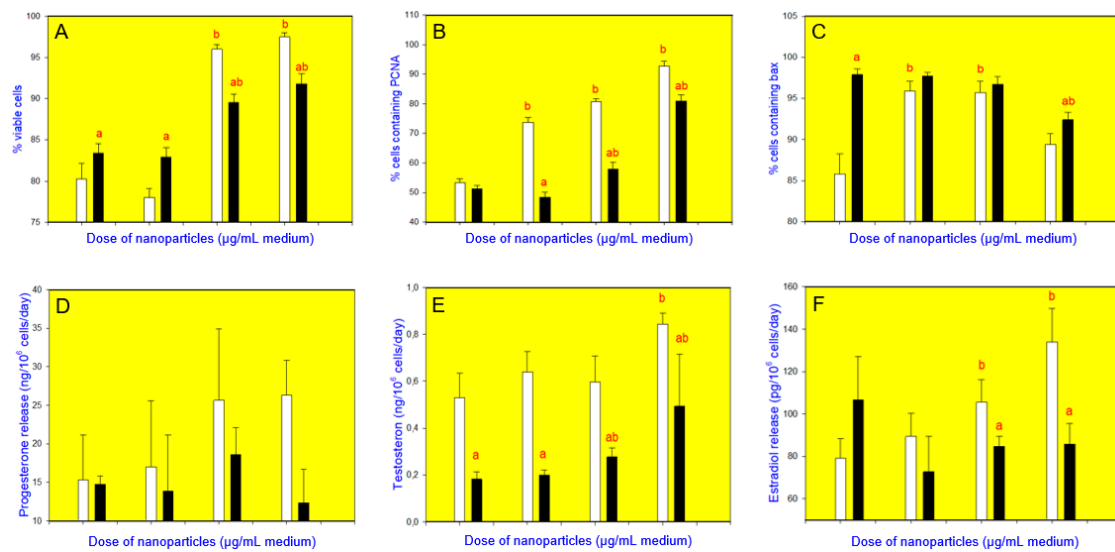 A
% viable cells
100
95
90
85
80
75
a
a
b
ab
b
ab
Dose of nanoparticles (µg/mL medium)
B
% cells containing PCNA
110
100
90
80
70
60
50
40
b
a
b
ab
b
ab
Dose of nanoparticles (µg/mL medium)
C
% cells containing bax
105
100
95
90
85
80
a
b
b
ab
Dose of nanoparticles (µg/mL medium)
D
Progesterone release (ng/10⁶ cells/day)
40
35
30
25
20
15
10
Dose of nanoparticles (µg/mL medium)
E
Testosteron (ng/10⁶ cells/day)
1,0
0,8
0,6
0,4
0,2
0,0
a
a
ab
b
ab
Dose of nanoparticles (µg/mL medium)
F
Estradiol release (pg/10⁶ cells/day)
160
140
120
100
80
60
b
a
b
a
Dose of nanoparticles (µg/mL medium)